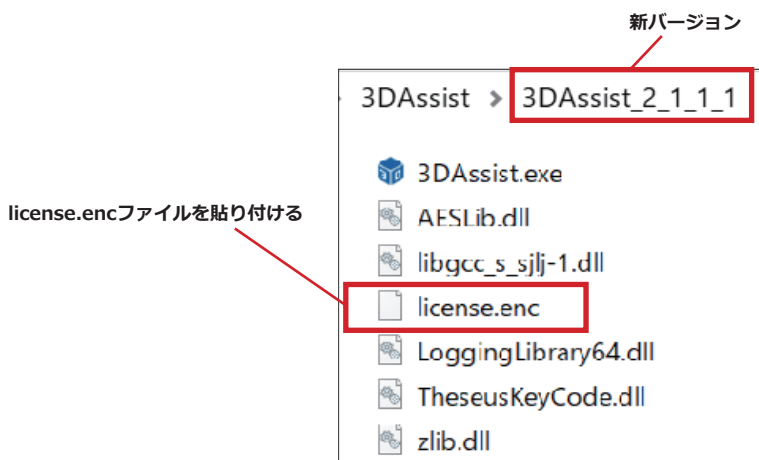 新バージョン
3DAssist > 3DAssist_2_1_1_1
3DAssist.exe
AESLib.dll
libgcc_s_sjlj-1.dll
license.encファイルを貼り付ける
license.enc
LoggingLibrary64.dll
TheseusKeyCode.dll
zlib.dll